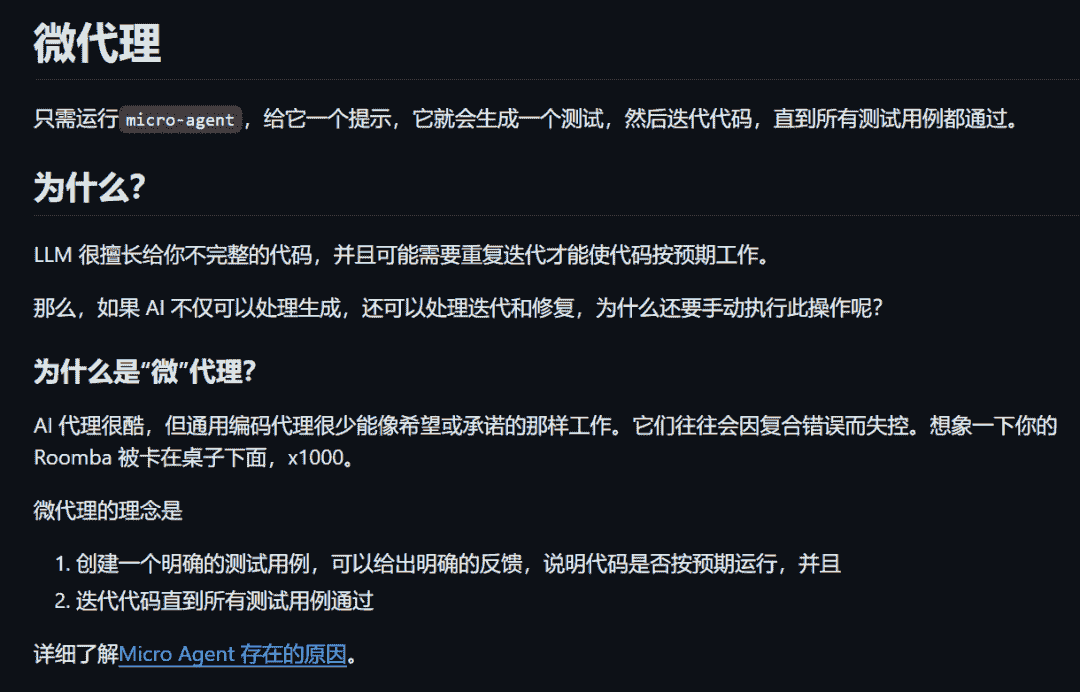 微代理
只需运行micro-agent，给它一个提示，它就会生成一个测试，然后迭代代码，直到所有测试用例都通过。
为什么？
LLM 很擅长给你不完整的代码，并且可能需要重复迭代才能使代码按预期工作。
那么，如果 AI 不仅可以处理生成，还可以处理迭代和修复，为什么还要手动执行此操作呢？
为什么是“微”代理？
AI 代理很酷，但通用编码代理很少能像希望或承诺的那样工作。它们往往会因复合错误而失控。想象一下你的
Roomba 被卡在桌子下面，x1000。
微代理的理念是
1. 创建一个明确的测试用例，可以给出明确的反馈，说明代码是否按预期运行，并且
2. 迭代代码直到所有测试用例通过
详细了解Micro Agent 存在的原因。